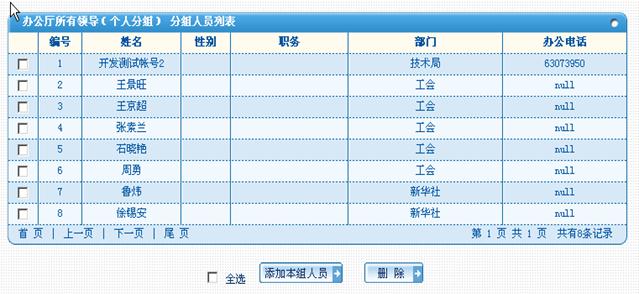 办公厅所有领导(个人分组) 分组人员列表
编号 姓名 性别 职务 部门 办公电话
1 开发测试帐号2 技术局 63073950
2 王景旺 工会 null
3 王京超 工会 null
4 张素兰 工会 null
5 石晓艳 工会 null
6 周勇 工会 null
7 鲁炜 新华社 null
8 徐锡安 新华社 null
首 页 | 上一页 | 下一页 | 尾 页 第 1 页 共 1 页 共有8条记录
全选 添加本组人员 删 除